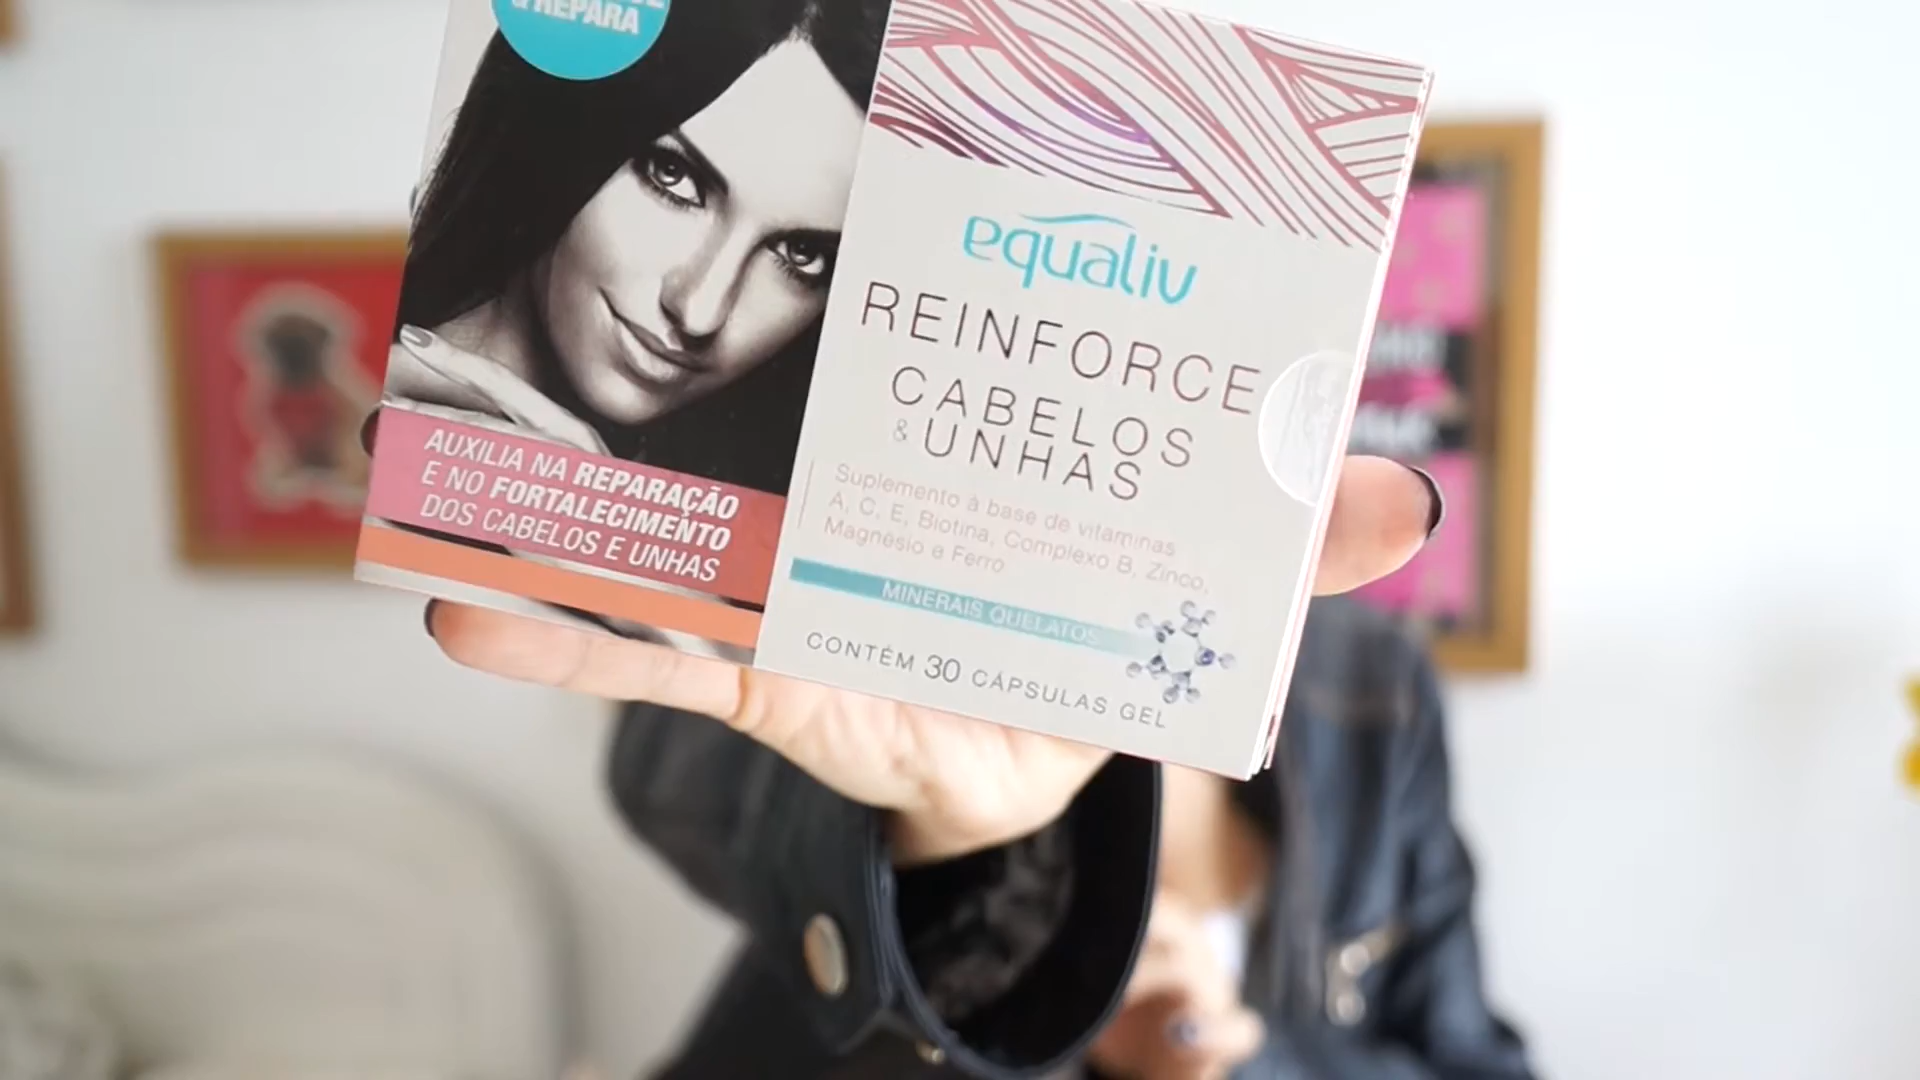 & REPARA
AUXILIA NA REPARAÇÃO
E NO FORTALECIMENTO
DOS CABELOS E UNHAS
equaliv
REINFORCE
CABELOS
& UNHAS
Suplemento à base de vitaminas
A, C, E, Biotina, Complexo B, Zinco,
Magnésio e Ferro
MINERAIS QUELATOS
CONTÉM 30 CÁPSULAS GEL